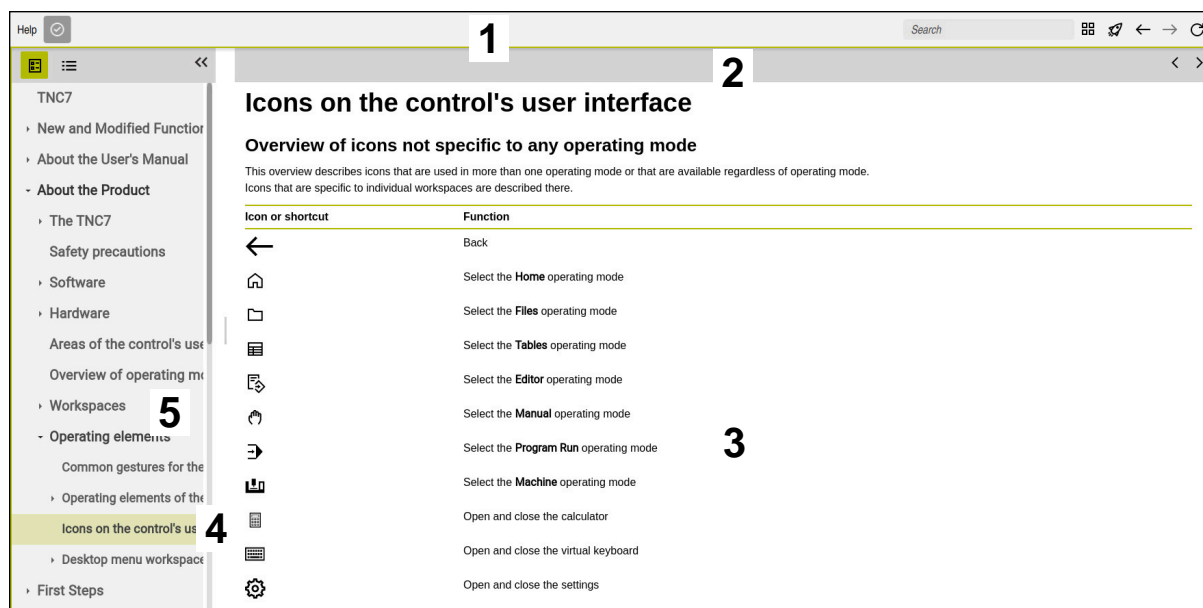 Help
Search
1
2
TNC7
New and Modified Function
About the User's Manual
About the Product
The TNC7
Safety precautions
Software
Hardware
Areas of the control's use
Overview of operating mo
Workspaces
5
Operating elements
Common gestures for the
Operating elements of the
Icons on the control's us
4
Desktop menu workspace
First Steps
Icons on the control's user interface
Overview of icons not specific to any operating mode
This overview describes icons that are used in more than one operating mode or that are available regardless of operating mode.
Icons that are specific to individual workspaces are described there.
Icon or shortcut Function
Back
Select the Home operating mode
Select the Files operating mode
Select the Tables operating mode
Select the Editor operating mode
Select the Manual operating mode
3
Select the Program Run operating mode
Select the Machine operating mode
Open and close the calculator
Open and close the virtual keyboard
Open and close the settings